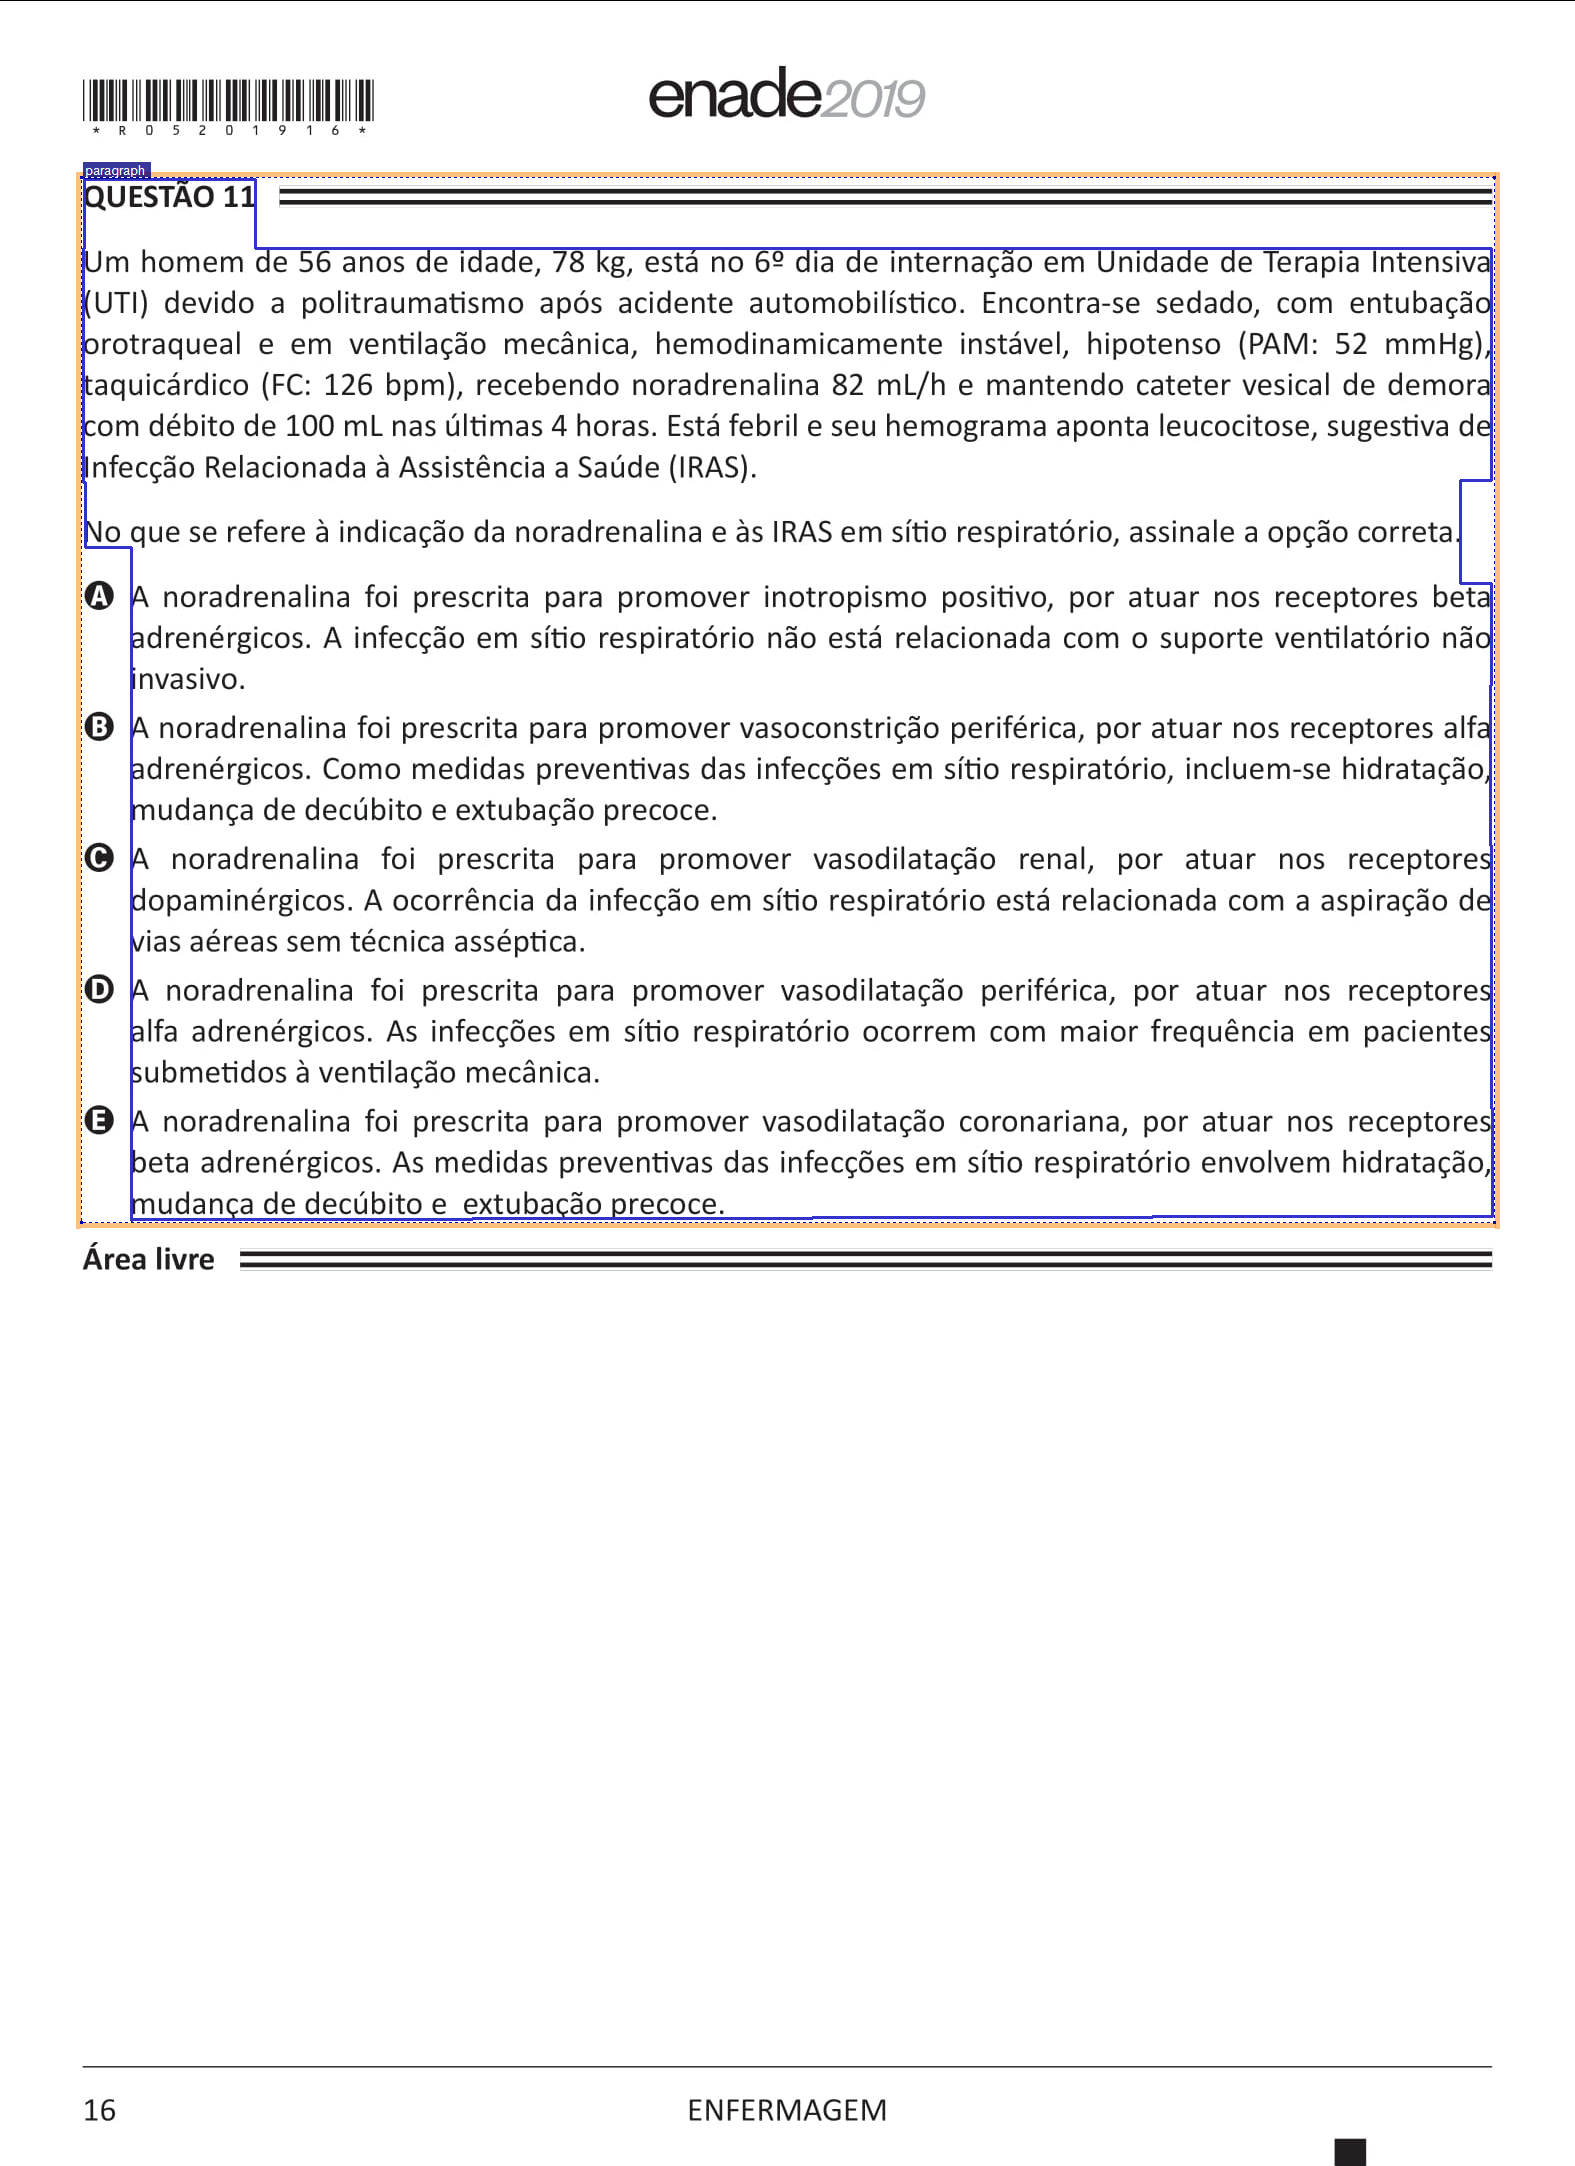 * R 0 5 2 0 1 9 1 6 *
enade2019
paragraph
QUESTÃO 11
Um homem de 56 anos de idade, 78 kg, está no 6º dia de internação em Unidade de Terapia Intensiva
(UTI) devido a politraumatismo após acidente automobilístico. Encontra-se sedado, com entubação
orotraqueal e em ventilação mecânica, hemodinamicamente instável, hipotenso (PAM: 52 mmHg),
taquicárdico (FC: 126 bpm), recebendo noradrenalina 82 mL/h e mantendo cateter vesical de demora
com débito de 100 mL nas últimas 4 horas. Está febril e seu hemograma aponta leucocitose, sugestiva de
Infecção Relacionada à Assistência a Saúde (IRAS).
No que se refere à indicação da noradrenalina e às IRAS em sítio respiratório, assinale a opção correta.
A A noradrenalina foi prescrita para promover inotropismo positivo, por atuar nos receptores beta
adrenérgicos. A infecção em sítio respiratório não está relacionada com o suporte ventilatório não
invasivo.
B A noradrenalina foi prescrita para promover vasoconstrição periférica, por atuar nos receptores alfa
adrenérgicos. Como medidas preventivas das infecções em sítio respiratório, incluem-se hidratação,
mudança de decúbito e extubação precoce.
C A noradrenalina foi prescrita para promover vasodilatação renal, por atuar nos receptores
dopaminérgicos. A ocorrência da infecção em sítio respiratório está relacionada com a aspiração de
vias aéreas sem técnica asséptica.
D A noradrenalina foi prescrita para promover vasodilatação periférica, por atuar nos receptores
alfa adrenérgicos. As infecções em sítio respiratório ocorrem com maior frequência em pacientes
submetidos à ventilação mecânica.
E A noradrenalina foi prescrita para promover vasodilatação coronariana, por atuar nos receptores
beta adrenérgicos. As medidas preventivas das infecções em sítio respiratório envolvem hidratação,
mudança de decúbito e extubação precoce.
Área livre
16
ENFERMAGEM